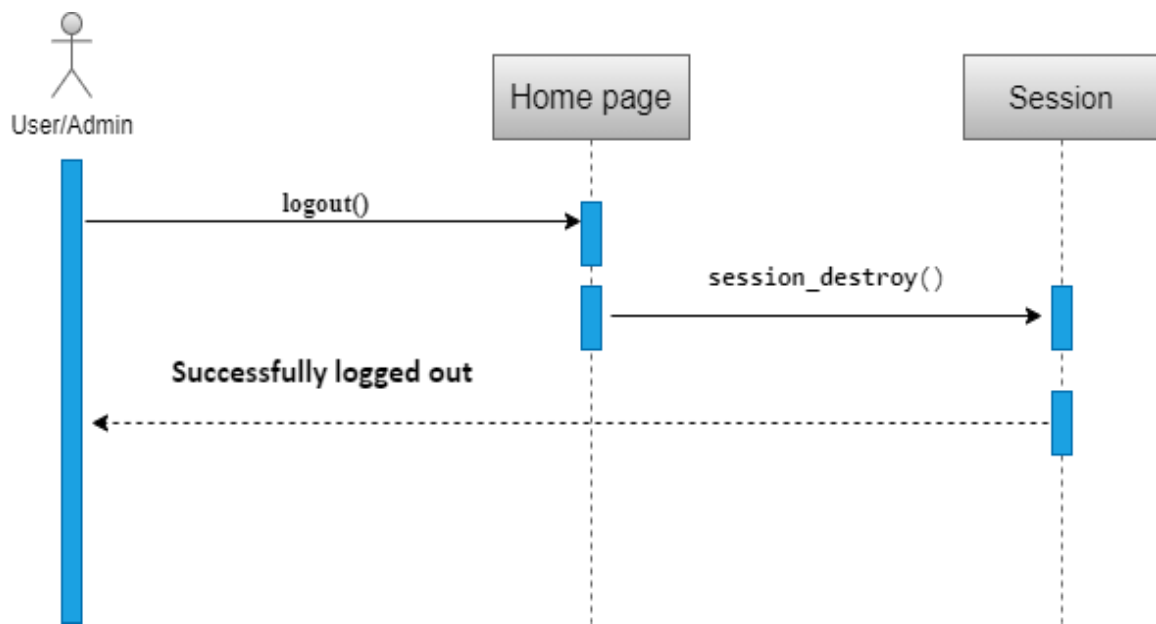 User/Admin
Home page
Session
logout()
session_destroy()
Successfully logged out